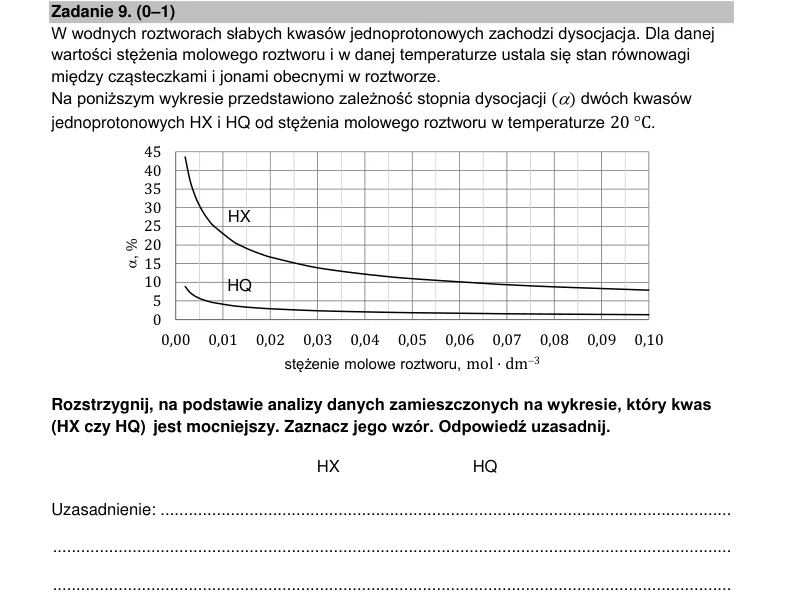 Zadanie 9. (0–1)
W wodnych roztworach słabych kwasów jednoprotonowych zachodzi dysocjacja. Dla danej
wartości stężenia molowego roztworu i w danej temperaturze ustala się stan równowagi
między cząsteczkami i jonami obecnymi w roztworze.
Na poniższym wykresie przedstawiono zależność stopnia dysocjacji (α) dwóch kwasów
jednoprotonowych HX i HQ od stężenia molowego roztworu w temperaturze 20 °C.
45
40
35
30
25
20
15
10
5
0
α, %
HX
HQ
0,00 0,01 0,02 0,03 0,04 0,05 0,06 0,07 0,08 0,09 0,10
stężenie molowe roztworu, mol · dm⁻³
Rozstrzygnij, na podstawie analizy danych zamieszczonych na wykresie, który kwas
(HX czy HQ) jest mocniejszy. Zaznacz jego wzór. Odpowiedź uzasadnij.
HX HQ
Uzasadnienie: ..........................................................................................................................
.................................................................................................................................................
.................................................................................................................................................